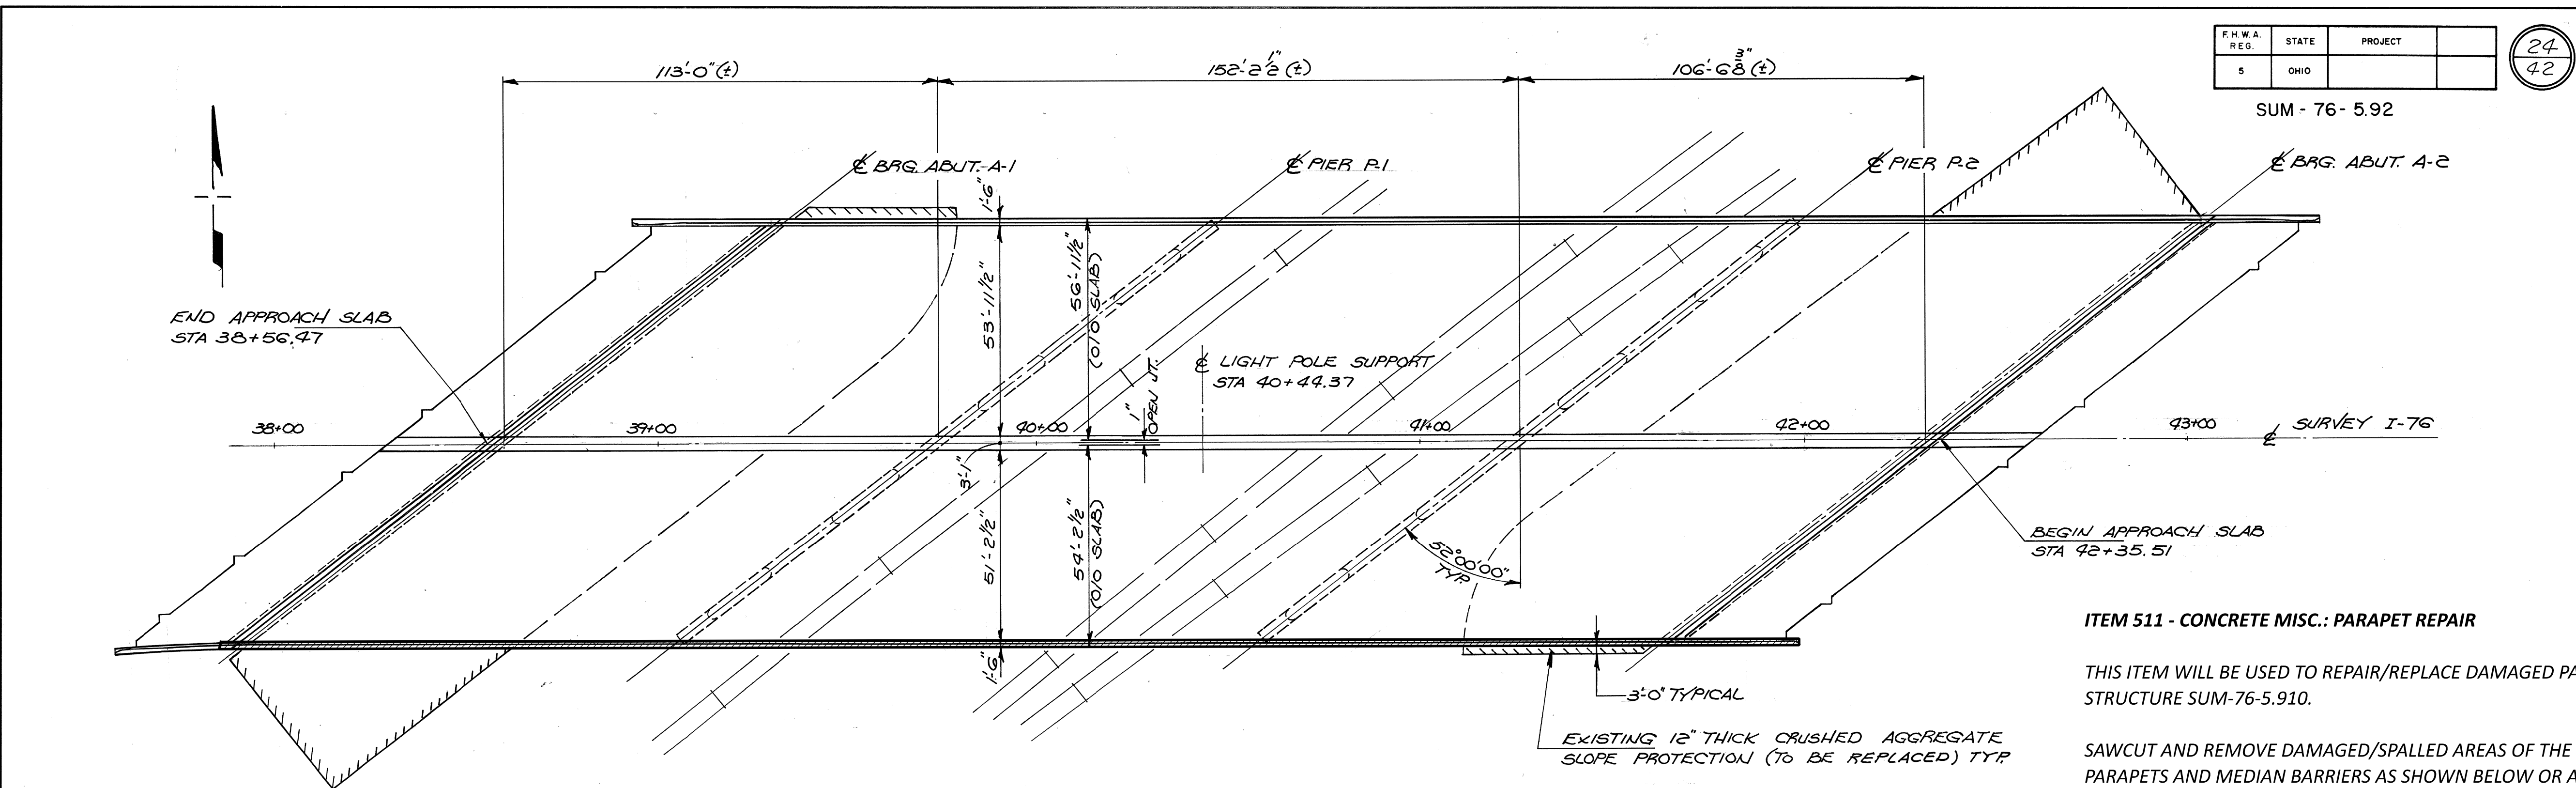 F.H.W.A. REG. STATE PROJECT
5 OHIO
24
42
SUM - 76 - 5.92
113'-0" (±)
152'-2 1/2" (±)
106'-6 3/8" (±)
℄ BRG. ABUT. A-1
℄ PIER P-1
℄ PIER P-2
℄ BRG. ABUT. A-2
1'-6"
53'-11 1/2"
56'-11 1/2"
(O/O SLAB)
END APPROACH SLAB
STA 38+56.47
℄ LIGHT POLE SUPPORT
STA 40+44.37
1"
OPEN JT.
38+00
39+00
40+00
41+00
42+00
43+00
℄ SURVEY I-76
3'-1"
51'-2 1/2"
54'-2 1/2"
(O/O SLAB)
52°00'00"
TYP.
BEGIN APPROACH SLAB
STA 42+35.51
1'-6"
3'-0" TYPICAL
EXISTING 12" THICK CRUSHED AGGREGATE
SLOPE PROTECTION (TO BE REPLACED) TYP.
ITEM 511 - CONCRETE MISC.: PARAPET REPAIR
THIS ITEM WILL BE USED TO REPAIR/REPLACE DAMAGED PA
STRUCTURE SUM-76-5.910.
SAWCUT AND REMOVE DAMAGED/SPALLED AREAS OF THE
PARAPETS AND MEDIAN BARRIERS AS SHOWN BELOW OR A